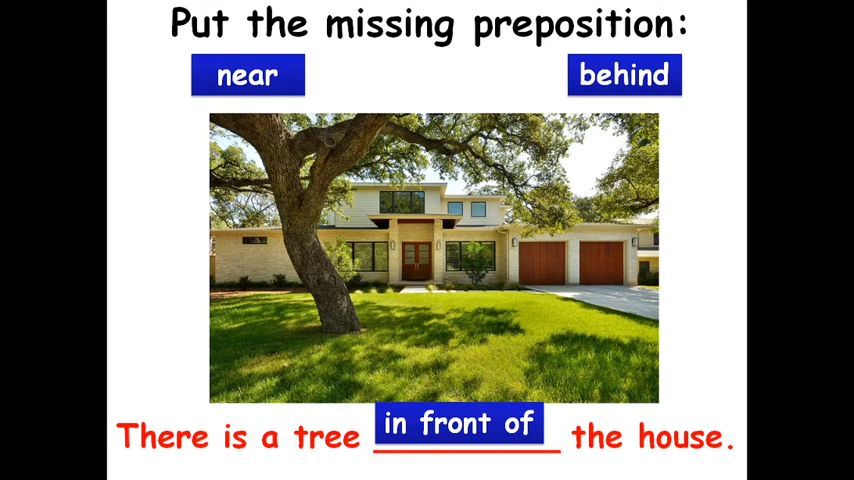 Put the missing preposition:
near behind
There is a tree in front of the house.